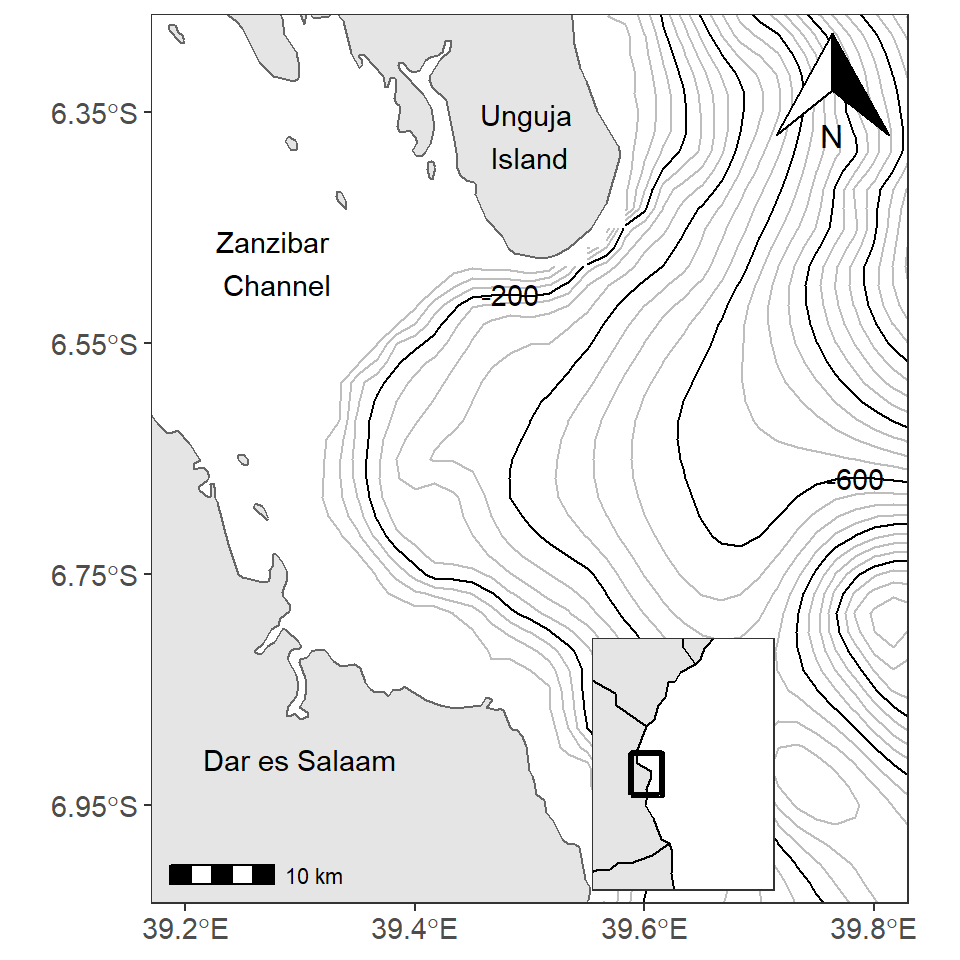 Unguja
Island
N
Zanzibar
Channel
-200
-600
Dar es Salaam
10 km
6.35°S
6.55°S
6.75°S
6.95°S
39.2°E
39.4°E
39.6°E
39.8°E